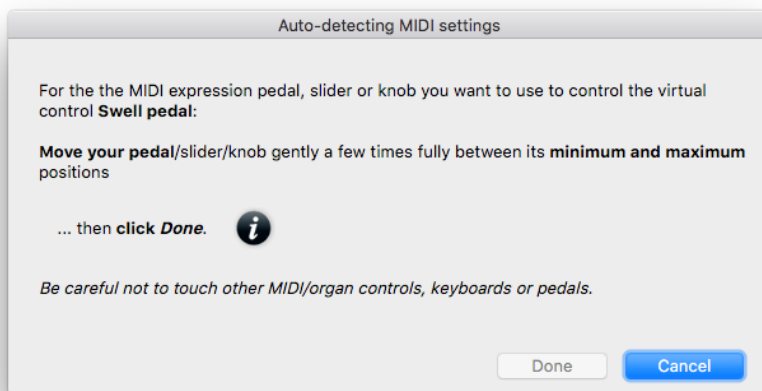 Auto-detecting MIDI settings
For the the MIDI expression pedal, slider or knob you want to use to control the virtual
control Swell pedal:
Move your pedal/slider/knob gently a few times fully between its minimum and maximum
positions
... then click Done.
Be careful not to touch other MIDI/organ controls, keyboards or pedals.
Done
Cancel